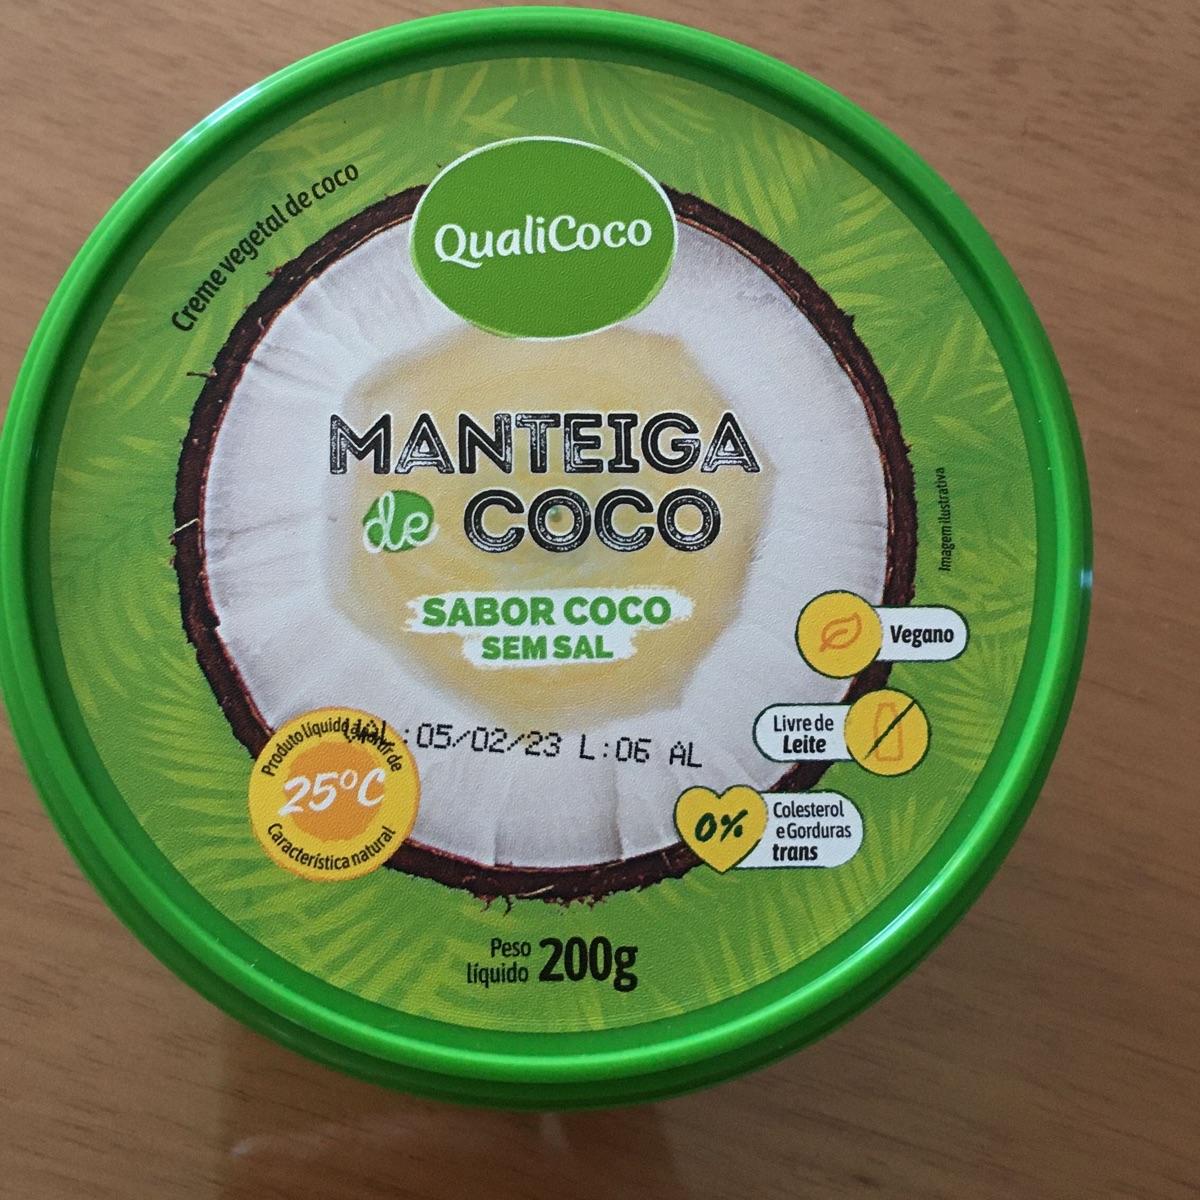 Creme vegetal de coco
QualiCoco
MANTEIGA
de COCO
SABOR COCO
SEM SAL
Imagem ilustrativa
Vegano
Livre de
Leite
Val :05/02/23 L:06 AL
Produto líquido a partir de
25°C
Característica natural
0%
Colesterol
e Gorduras
trans
Peso
líquido 200g